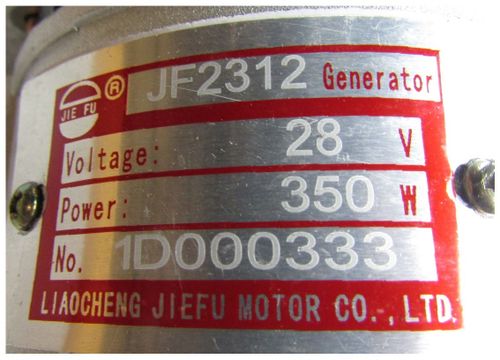 JIE FU ® JF2312 Generator
Voltage: 28 V
Power: 350 W
No. 1D000333
LIAOCHENG JIEFU MOTOR CO., LTD.